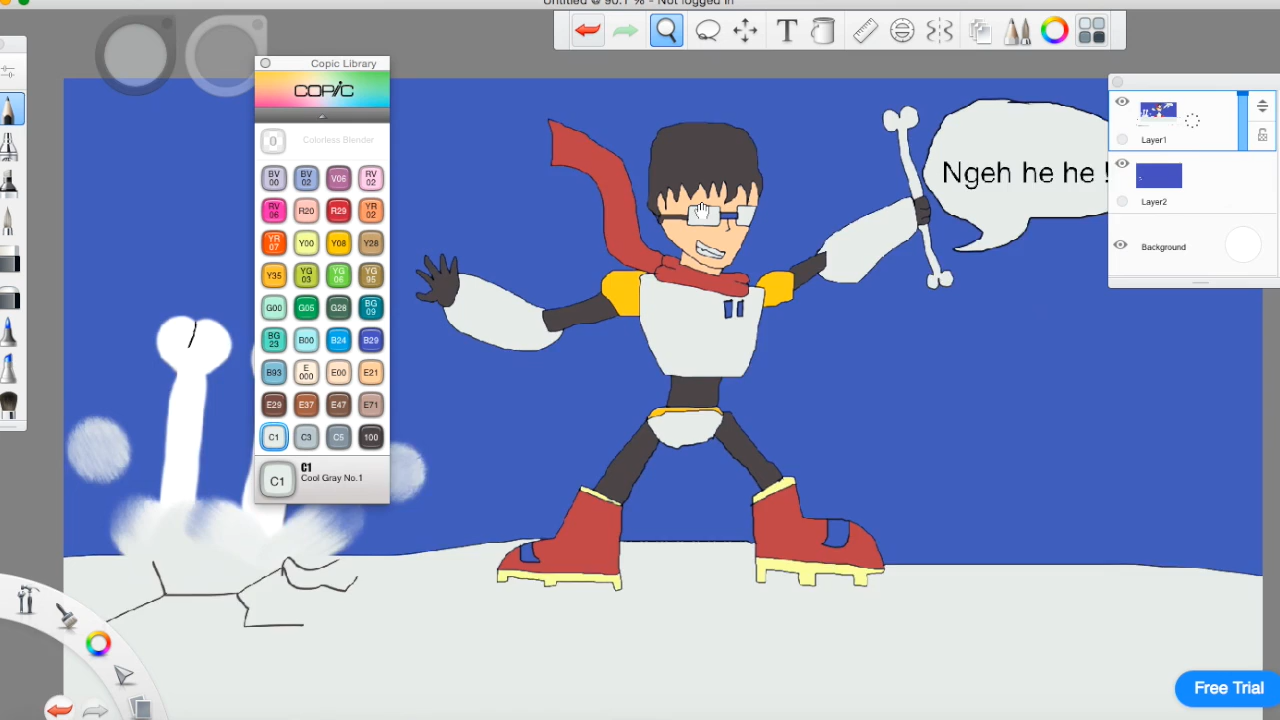 Untitled @ 90.1 % - Not logged in
Copic Library
COPIC
0 Colorless Blender
BV 00 BV 02 V06 RV 02
RV 06 R20 R29 YR 02
YR 07 Y00 Y08 Y28
Y35 YG 03 YG 06 YG 95
G00 G05 G28 BG 09
BG 23 B00 B24 B29
B93 E 000 E00 E21
E29 E37 E47 E71
C1 C3 C5 100
C1
C1 Cool Gray No.1
T
Ngeh he he !
Layer1
Layer2
Background
Free Trial